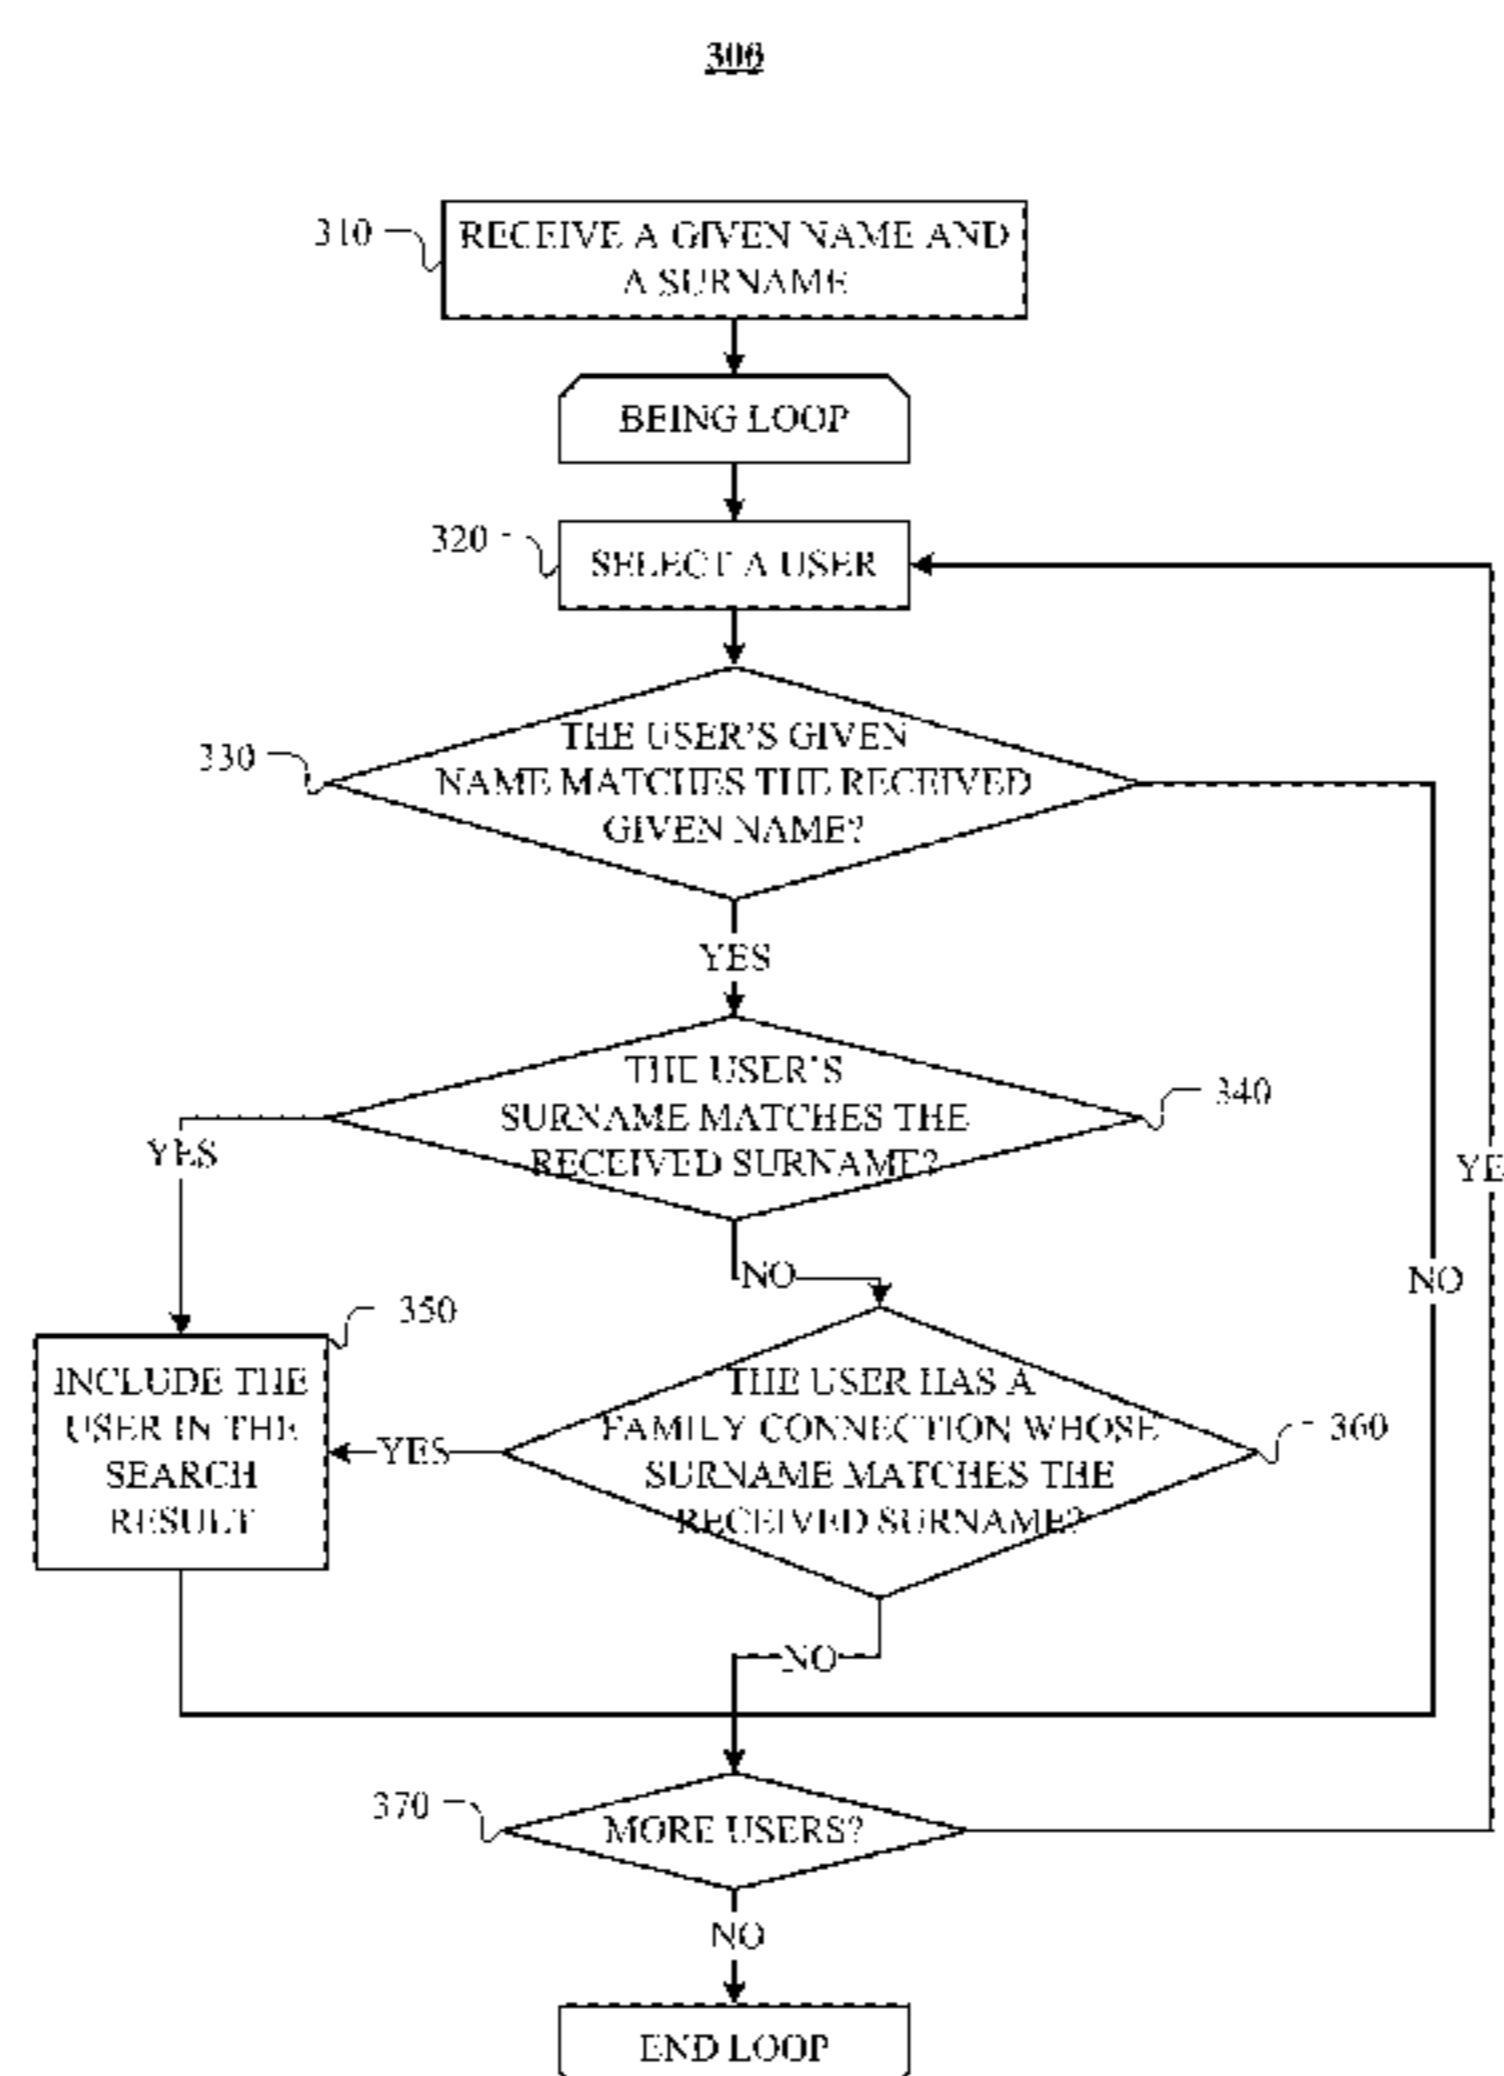 300
310
RECEIVE A GIVEN NAME AND
A SURNAME
BEING LOOP
320
SELECT A USER
330
THE USER'S GIVEN
NAME MATCHES THE RECEIVED
GIVEN NAME?
YES
THE USER'S
SURNAME MATCHES THE
RECEIVED SURNAME?
340
YES
YE
NO
NO
350
INCLUDE THE
USER IN THE
SEARCH
RESULT
THE USER HAS A
FAMILY CONNECTION WHOSE
SURNAME MATCHES THE
RECEIVED SURNAME?
360
YES
NO
370
MORE USERS?
NO
END LOOP